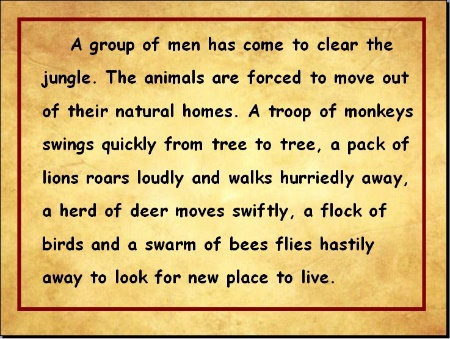 A group of men has come to clear the
jungle. The animals are forced to move out
of their natural homes. A troop of monkeys
swings quickly from tree to tree, a pack of
lions roars loudly and walks hurriedly away,
a herd of deer moves swiftly, a flock of
birds and a swarm of bees flies hastily
away to look for new place to live.